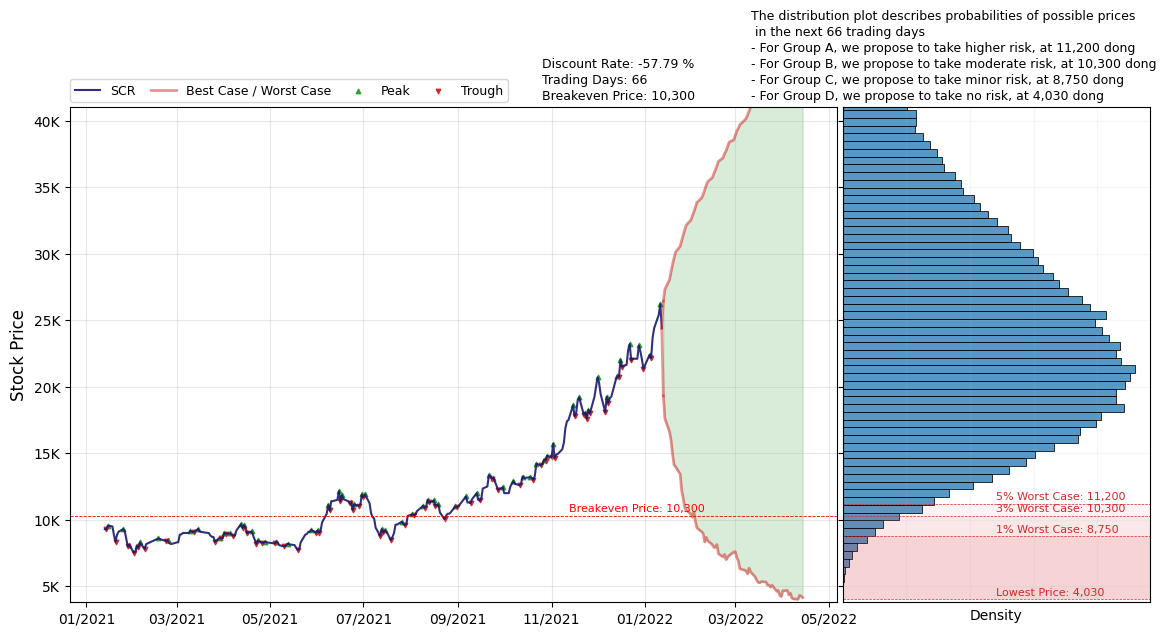 The distribution plot describes probabilities of possible prices
in the next 66 trading days
- For Group A, we propose to take higher risk, at 11,200 dong
- For Group B, we propose to take moderate risk, at 10,300 dong
- For Group C, we propose to take minor risk, at 8,750 dong
- For Group D, we propose to take no risk, at 4,030 dong
Discount Rate: -57.79 %
Trading Days: 66
Breakeven Price: 10,300
SCR Best Case / Worst Case Peak Trough
Stock Price
40K
35K
30K
25K
20K
15K
10K
5K
Breakeven Price: 10,300
5% Worst Case: 11,200
3% Worst Case: 10,300
1% Worst Case: 8,750
Lowest Price: 4,030
01/2021 03/2021 05/2021 07/2021 09/2021 11/2021 01/2022 03/2022 05/2022
Density